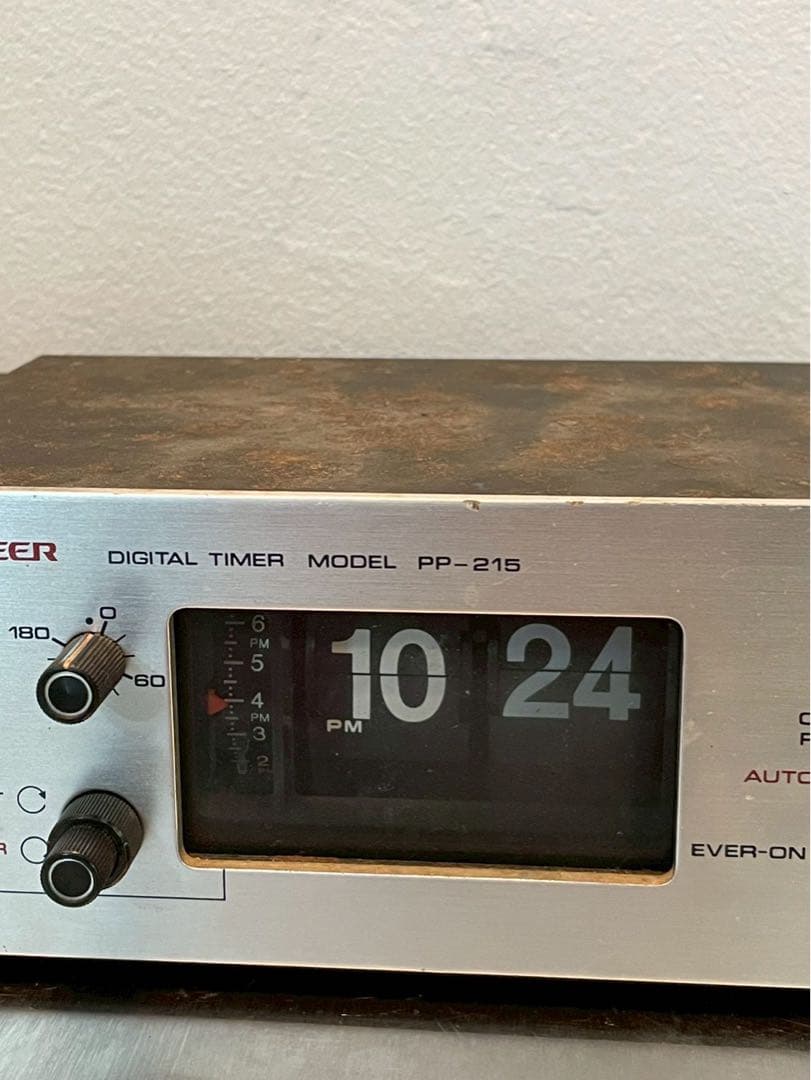 EER DIGITAL TIMER MODEL PP-215
0
180
60
6
PM
5
4
PM
3
2
10 24
PM
AUTO
EVER-ON
R